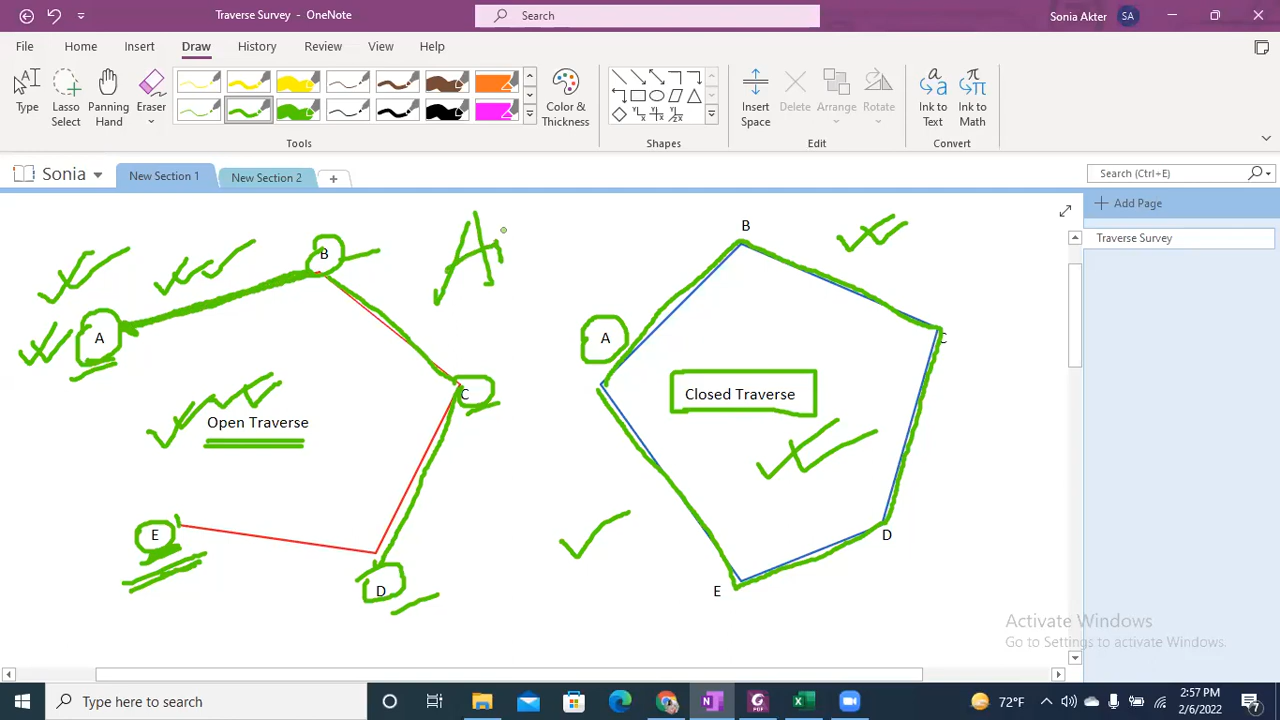 Traverse Survey - OneNote
Search
Sonia Akter
SA
File Home Insert Draw History Review View Help
Type
Lasso Select
Panning Hand
Eraser
Color & Thickness
Insert Space
Delete
Arrange
Rotate
Ink to Text
Ink to Math
Tools
Shapes
Edit
Convert
Sonia
New Section 1
New Section 2
Search (Ctrl+E)
Add Page
Traverse Survey
A
B
C
D
E
Open Traverse
A
A
B
C
D
E
Closed Traverse
Activate Windows
Go to Settings to activate Windows.
Type here to search
72°F
2:57 PM
2/6/2022
7